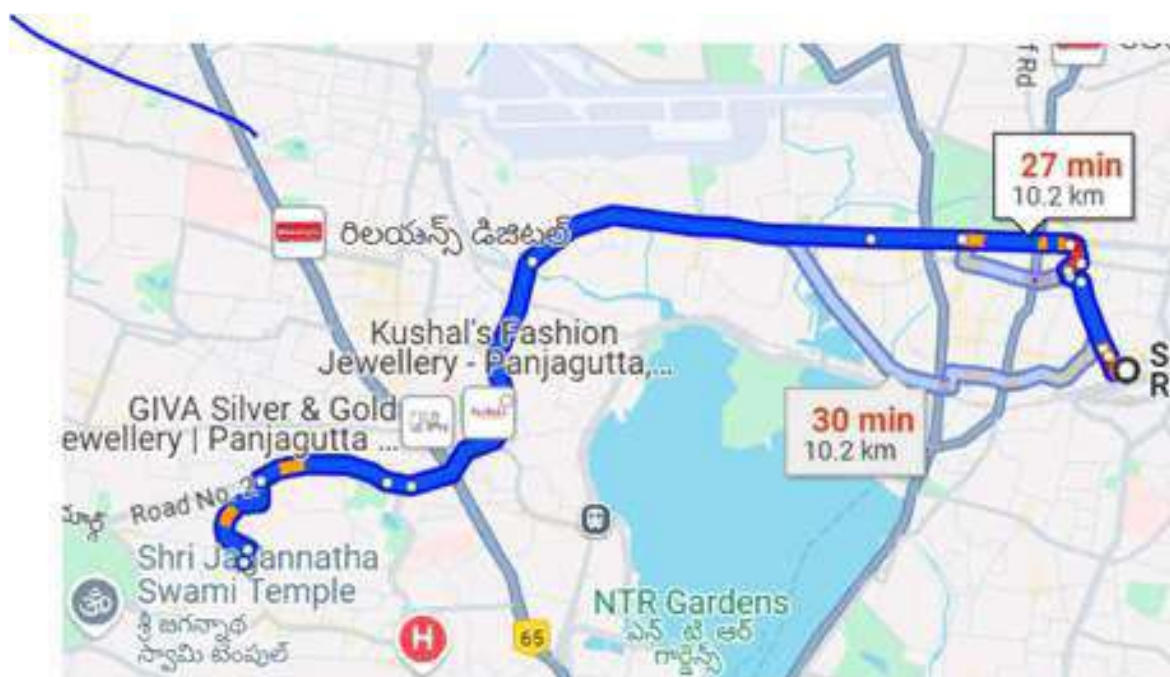 f Rd
27 min
10.2 km
రిలయన్స్ డిజిటల్
Kushal's Fashion
Jewellery - Panjagutta,...
S
R
GIVA Silver & Gold
ewellery | Panjagutta ...
30 min
10.2 km
Road No. 2
Shri Jagannatha
Swami Temple
శ్రీ జగన్నాథ
స్వామి టెంపుల్
H
65
NTR Gardens
ఎన్ టి ఆర్
గార్డెన్స్